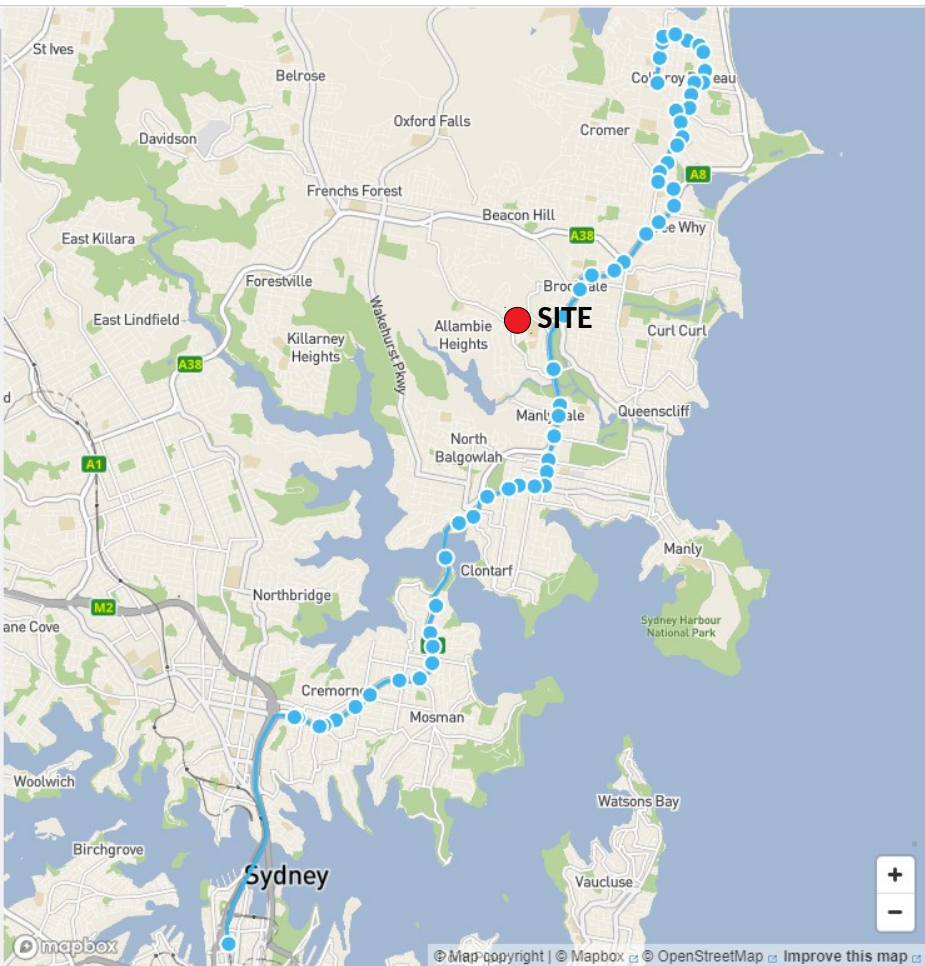 St Ives
Belrose
Davidson
Oxford Falls
Cromer
A8
Frenchs Forest
Beacon Hill
A38
East Killara
Forestville
East Lindfield
Wakehurst Pkwy
Killarney
Heights
Allambie
Heights
SITE
Curl Curl
A38
Queenscliff
North
Balgowlah
A1
Manly
Clontarf
Northbridge
M2
ane Cove
Sydney Harbour
National Park
Cremorne
Mosman
Woolwich
Watsons Bay
Birchgrove
Sydney
Vaucluse
+
−
mapbox
© Map copyright | © Mapbox © OpenStreetMap Improve this map